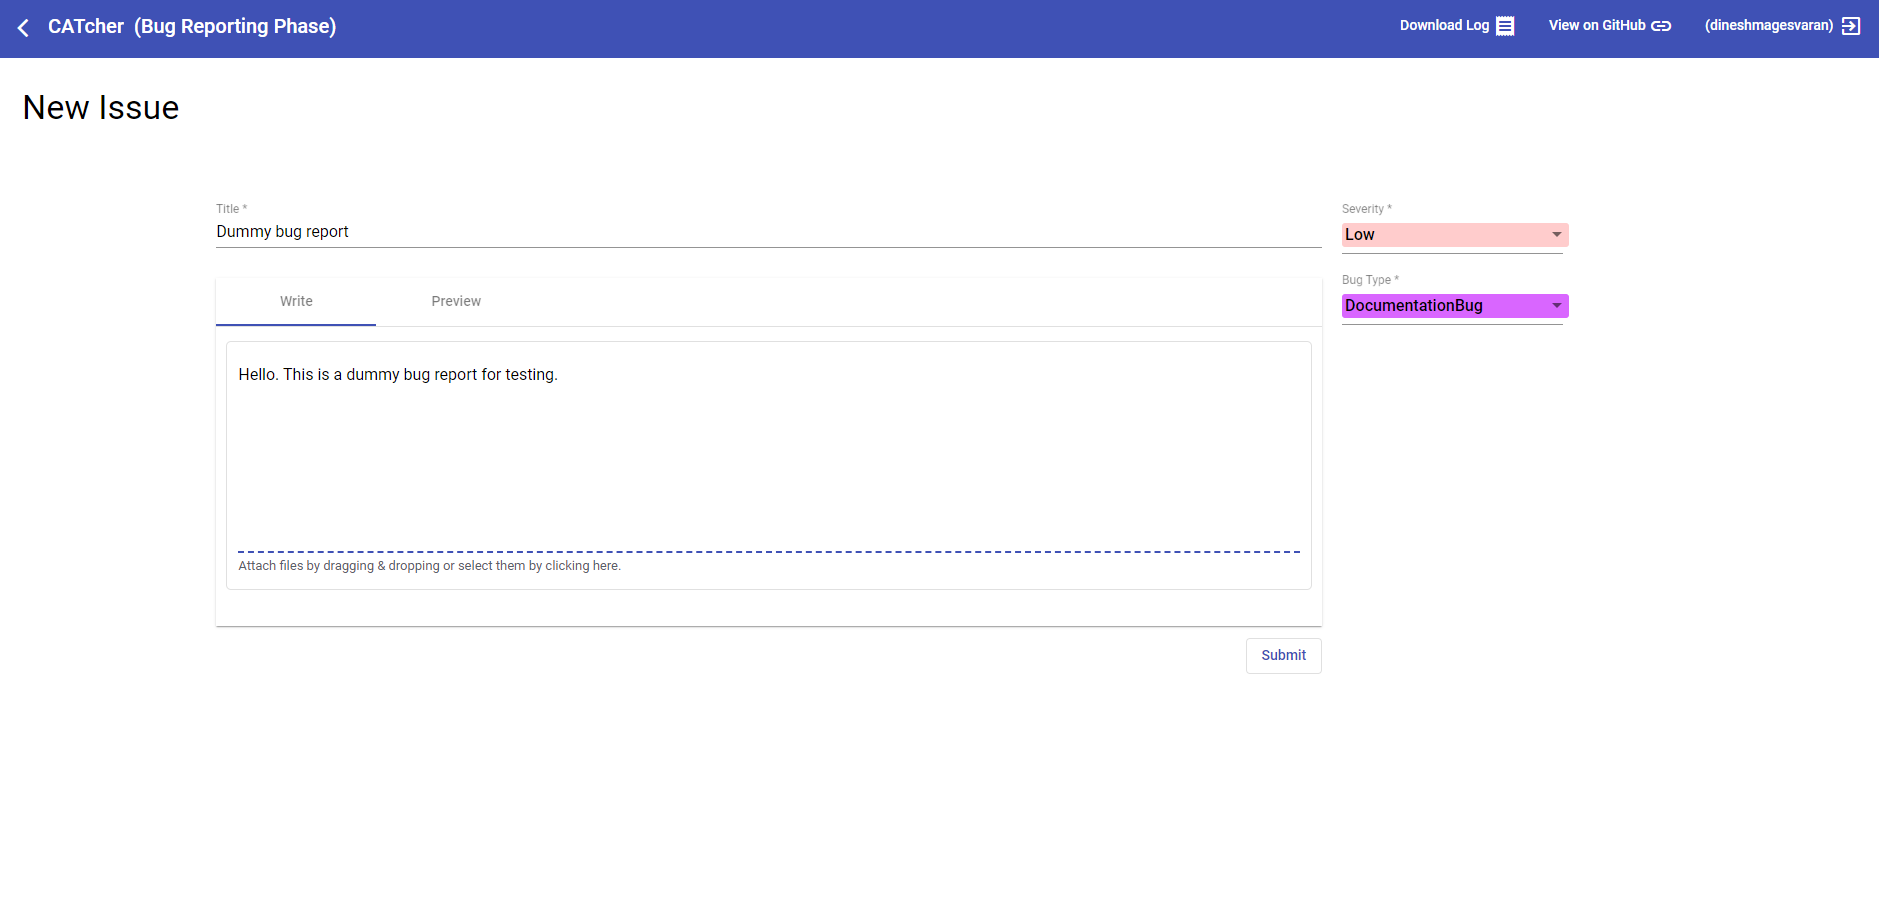 CATcher (Bug Reporting Phase)
Download Log
View on GitHub
(dineshmagesvaran)
New Issue
Title *
Dummy bug report
Severity *
Low
Bug Type *
DocumentationBug
Write
Preview
Hello. This is a dummy bug report for testing.
Attach files by dragging & dropping or select them by clicking here.
Submit